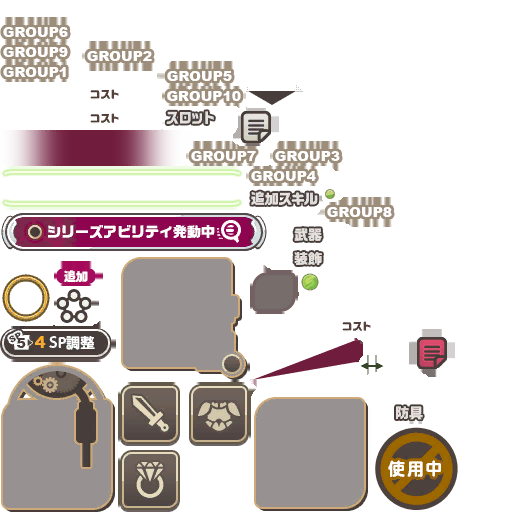 GROUP6
GROUP9
GROUP1
GROUP2
GROUP5
GROUP10
コスト
コスト
スロット
GROUP7
GROUP3
GROUP4
追加スキル
GROUP8
シリーズアビリティ発動中
武器
装飾
追加
コスト
SP5 4 SP調整
防具
使用中